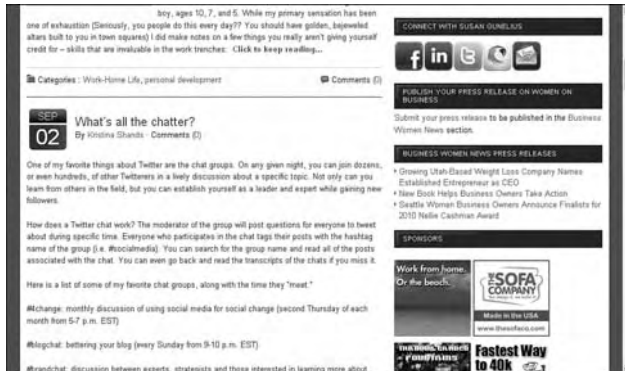 boy, ages 10, 7, and 5. While my primary sensation has been
one of exhaustion (Seriously, you people do this every day?? You should have golden, bejeweled
altars built to you in town squares) I did make notes on a few things you really aren't giving yourself
credit for – skills that are invaluable in the work trenches: Click to keep reading...
Categories : Work-Home Life, personal development
Comments (0)
SEP
02
What's all the chatter?
By Kristina Shands · Comments (0)
One of my favorite things about Twitter are the chat groups. On any given night, you can join dozens,
or even hundreds, of other Twitterers in a lively discussion about a specific topic. Not only can you
learn from others in the field, but you can establish yourself as a leader and expert while gaining new
followers.
How does a Twitter chat work? The moderator of the group will post questions for everyone to tweet
about during specific time. Everyone who participates in the chat tags their posts with the hashtag
name of the group (i.e. #socialmedia). You can search for the group name and read all of the posts
associated with the chat. You can even go back and read the transcripts of the chats if you miss it.
Here is a list of some of my favorite chat groups, along with the time they "meet."
#4change: monthly discussion of using social media for social change (second Thursday of each
month from 5-7 p.m. EST)
#blogchat: bettering your blog (every Sunday from 9-10 p.m. EST)
#brandchat: discussion between experts, strategists and those interested in learning more about
CONNECT WITH SUSAN GUNELIUS
f in
PUBLISH YOUR PRESS RELEASE ON WOMEN ON
BUSINESS
Submit your press release to be published in the Business
Women News section.
BUSINESS WOMEN NEWS PRESS RELEASES
Growing Utah-Based Weight Loss Company Names
Established Entrepreneur as CEO
New Book Helps Business Owners Take Action
Seattle Women Business Owners Announce Finalists for
2010 Nellie Cashman Award
SPONSORS
Work from home.
Or the beach.
THE
SOFA
COMPANY
Made in the USA
www.thesofaco.com
Fastest Way
to 40k